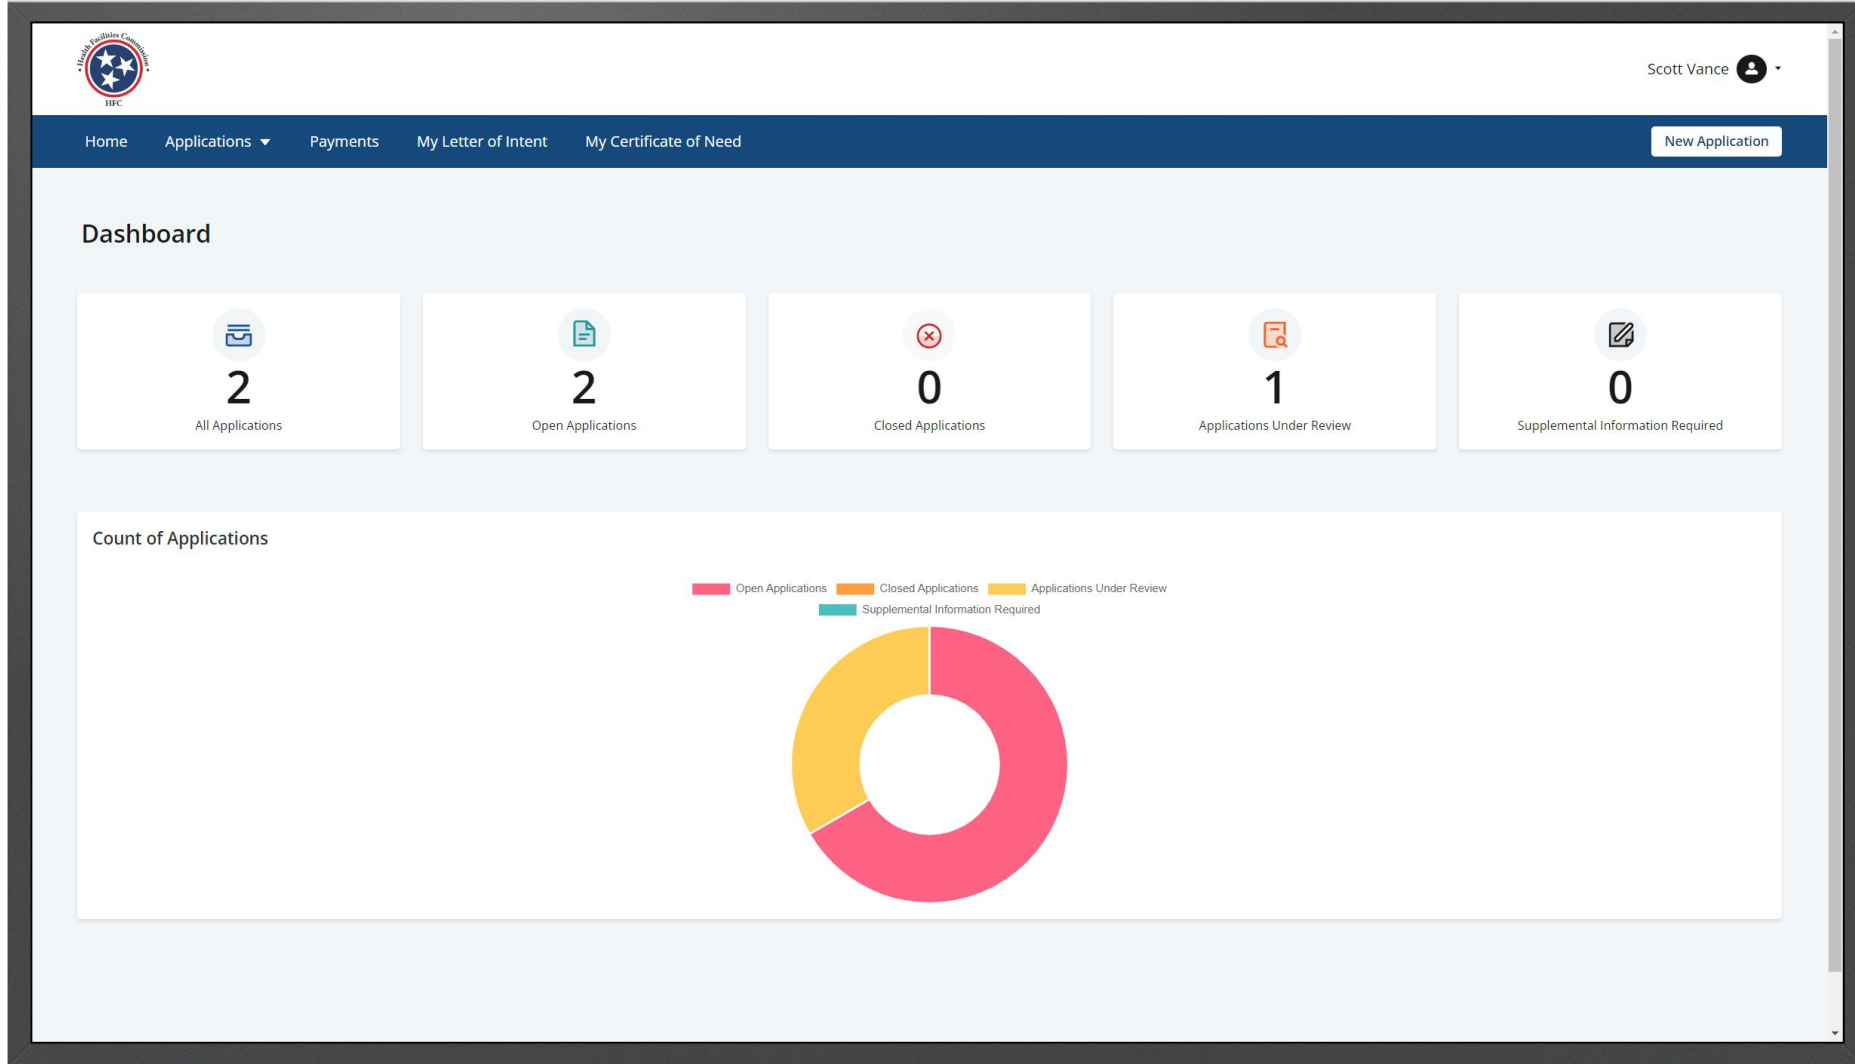 Health Facilities Commission
HFC
Scott Vance
Home Applications Payments My Letter of Intent My Certificate of Need New Application
Dashboard
2 2 0 1 0
All Applications Open Applications Closed Applications Applications Under Review Supplemental Information Required
Count of Applications
Open Applications Closed Applications Applications Under Review
Supplemental Information Required